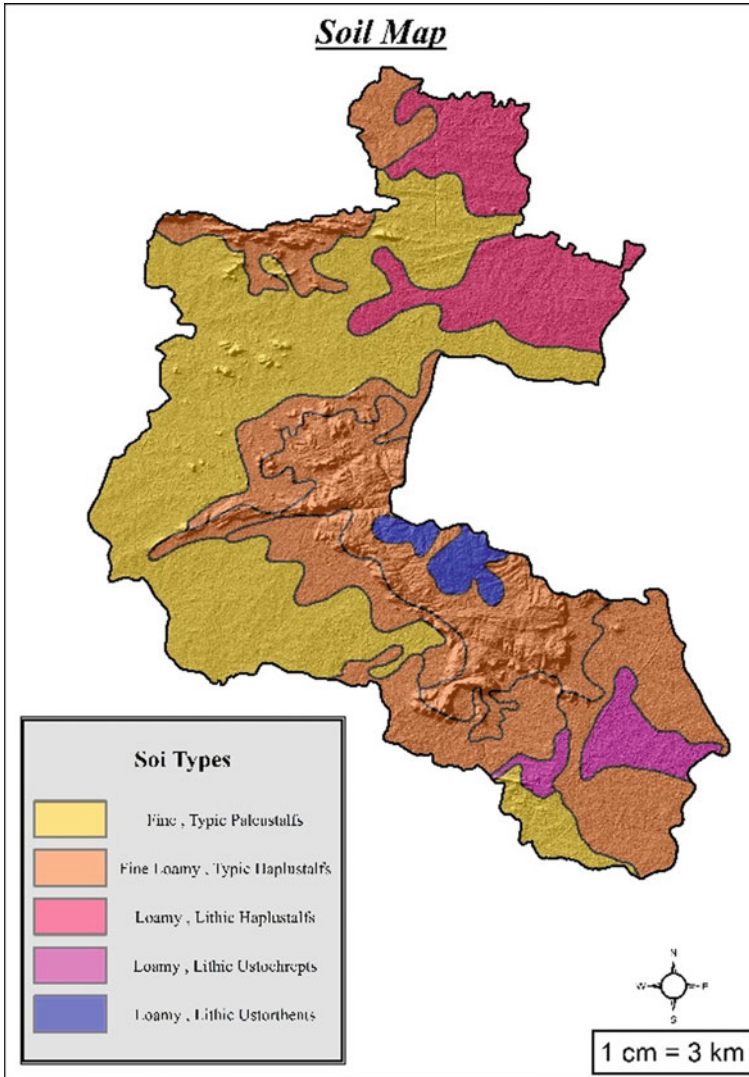 Soil Map
Soi Types
Fine , Typic Paleustalfs
Fine Loamy , Typic Haplustalfs
Loamy , Lithic Haplustalfs
Loamy , Lithic Ustochrepts
Loamy , Lithic Ustorthents
N
W
E
S
1 cm = 3 km